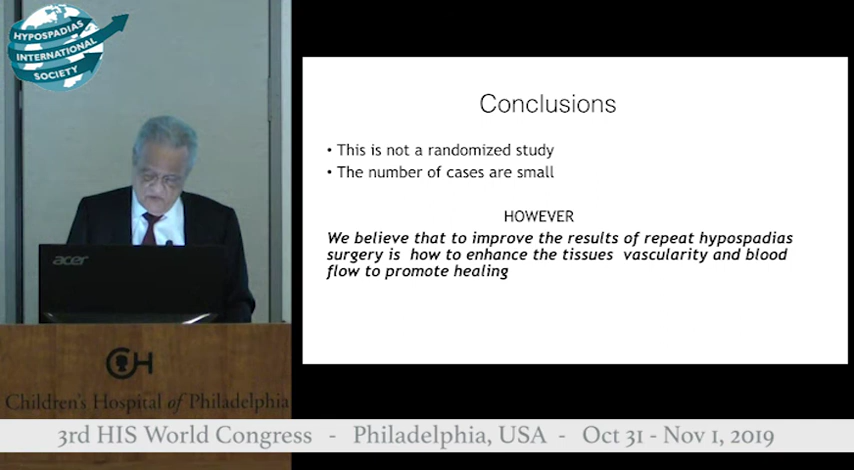 HYPOSPADIAS
INTERNATIONAL
SOCIETY
Conclusions
• This is not a randomized study
• The number of cases are small
HOWEVER
We believe that to improve the results of repeat hypospadias
surgery is how to enhance the tissues vascularity and blood
flow to promote healing
acer
CH
Children's Hospital of Philadelphia
3rd HIS World Congress - Philadelphia, USA - Oct 31 - Nov 1, 2019